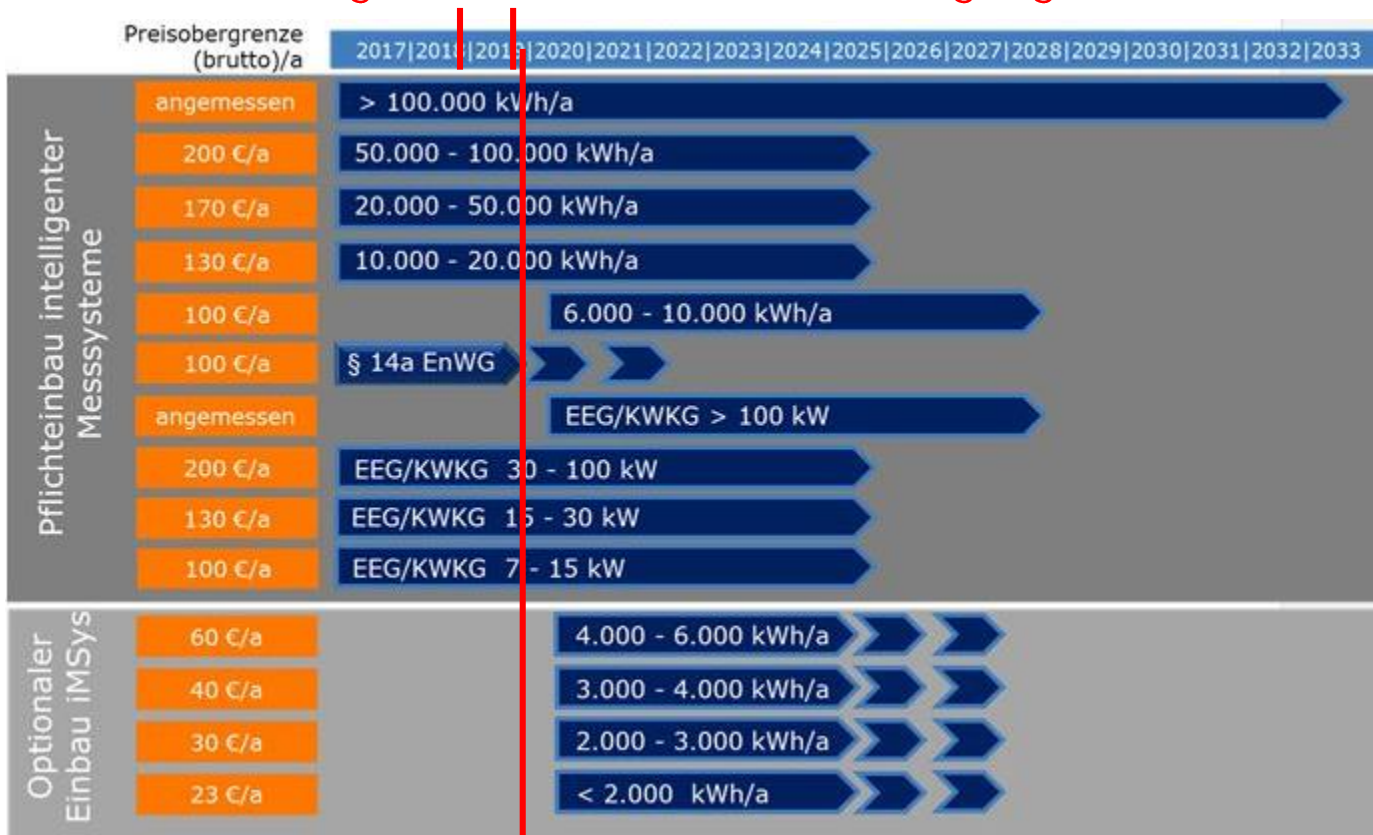 Preisobergrenze
(brutto)/a
2017|2018|2019|2020|2021|2022|2023|2024|2025|2026|2027|2028|2029|2030|2031|2032|2033
Pflichteinbau intelligenter
Messsysteme
angemessen
> 100.000 kWh/a
200 €/a
50.000 - 100.000 kWh/a
170 €/a
20.000 - 50.000 kWh/a
130 €/a
10.000 - 20.000 kWh/a
100 €/a
6.000 - 10.000 kWh/a
100 €/a
§ 14a EnWG
angemessen
EEG/KWKG > 100 kW
200 €/a
EEG/KWKG 30 - 100 kW
130 €/a
EEG/KWKG 15 - 30 kW
100 €/a
EEG/KWKG 7 - 15 kW
Optionaler
Einbau iMSys
60 €/a
4.000 - 6.000 kWh/a
40 €/a
3.000 - 4.000 kWh/a
30 €/a
2.000 - 3.000 kWh/a
23 €/a
< 2.000 kWh/a